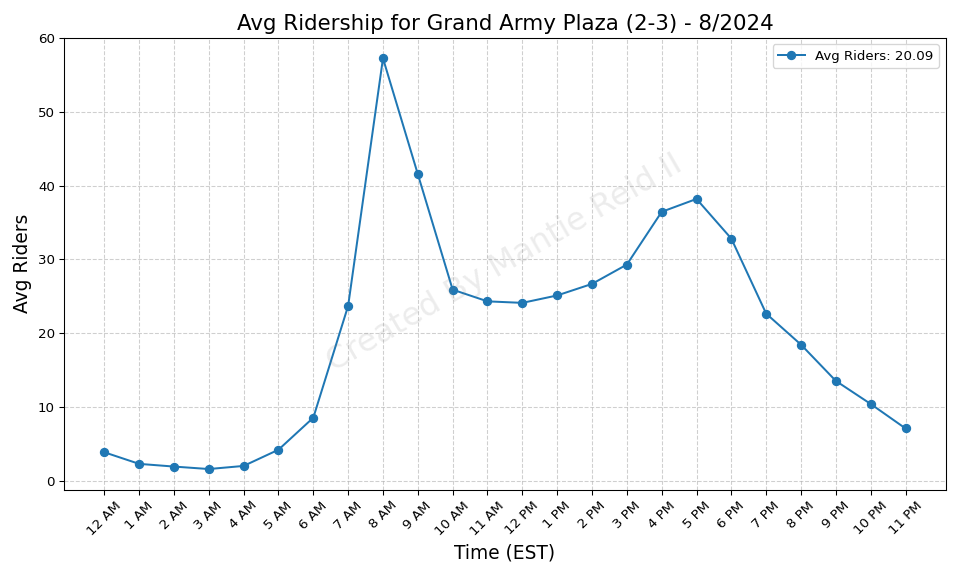 Avg Ridership for Grand Army Plaza (2-3) - 8/2024
60
50
40
30
20
10
0
Avg Riders
Avg Riders: 20.09
Created By Mantle Reid II
12 AM
1 AM
2 AM
3 AM
4 AM
5 AM
6 AM
7 AM
8 AM
9 AM
10 AM
11 AM
12 PM
1 PM
2 PM
3 PM
4 PM
5 PM
6 PM
7 PM
8 PM
9 PM
10 PM
11 PM
Time (EST)